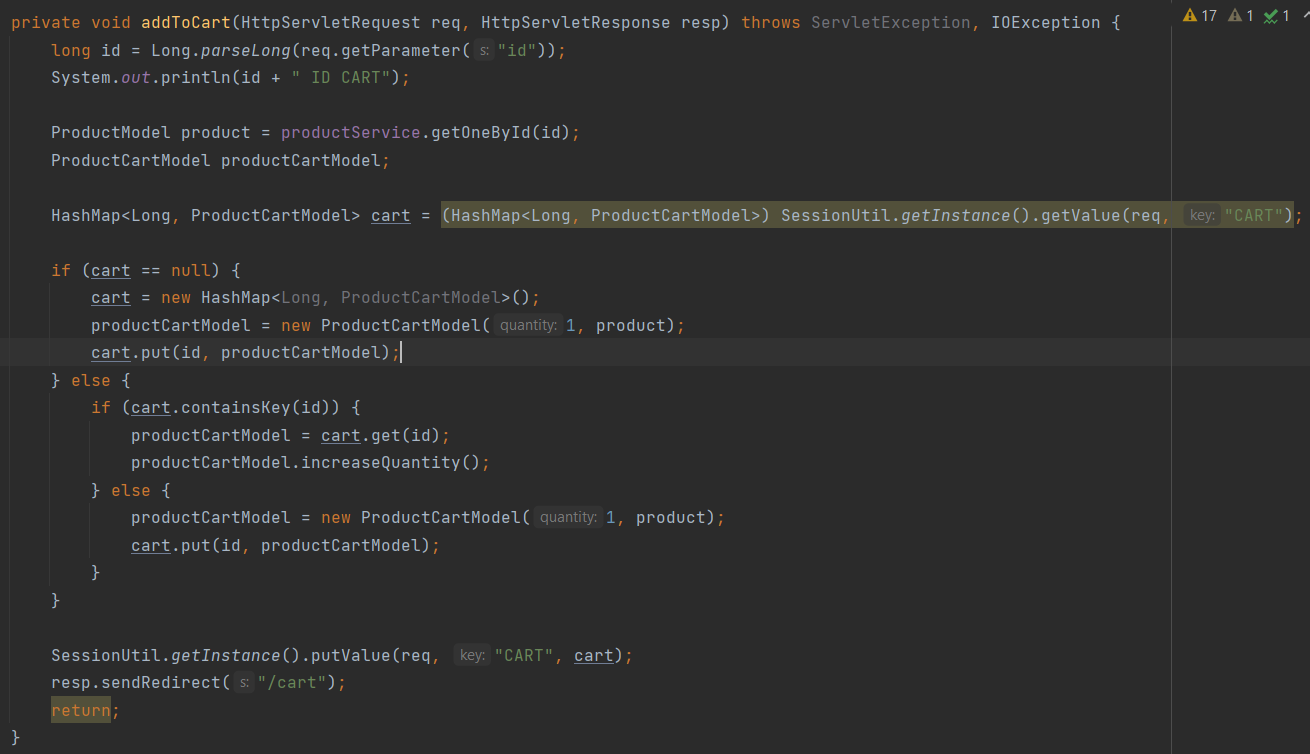 private void addToCart(HttpServletRequest req, HttpServletResponse resp) throws ServletException, IOException {
17 1 1
    long id = Long.parseLong(req.getParameter( s: "id"));
    System.out.println(id + " ID CART");

    ProductModel product = productService.getOneById(id);
    ProductCartModel productCartModel;

    HashMap<Long, ProductCartModel> cart = (HashMap<Long, ProductCartModel>) SessionUtil.getInstance().getValue(req, key: "CART");

    if (cart == null) {
        cart = new HashMap<Long, ProductCartModel>();
        productCartModel = new ProductCartModel( quantity: 1, product);
        cart.put(id, productCartModel);
    } else {
        if (cart.containsKey(id)) {
            productCartModel = cart.get(id);
            productCartModel.increaseQuantity();
        } else {
            productCartModel = new ProductCartModel( quantity: 1, product);
            cart.put(id, productCartModel);
        }
    }

    SessionUtil.getInstance().putValue(req, key: "CART", cart);
    resp.sendRedirect( s: "/cart");
    return;
}